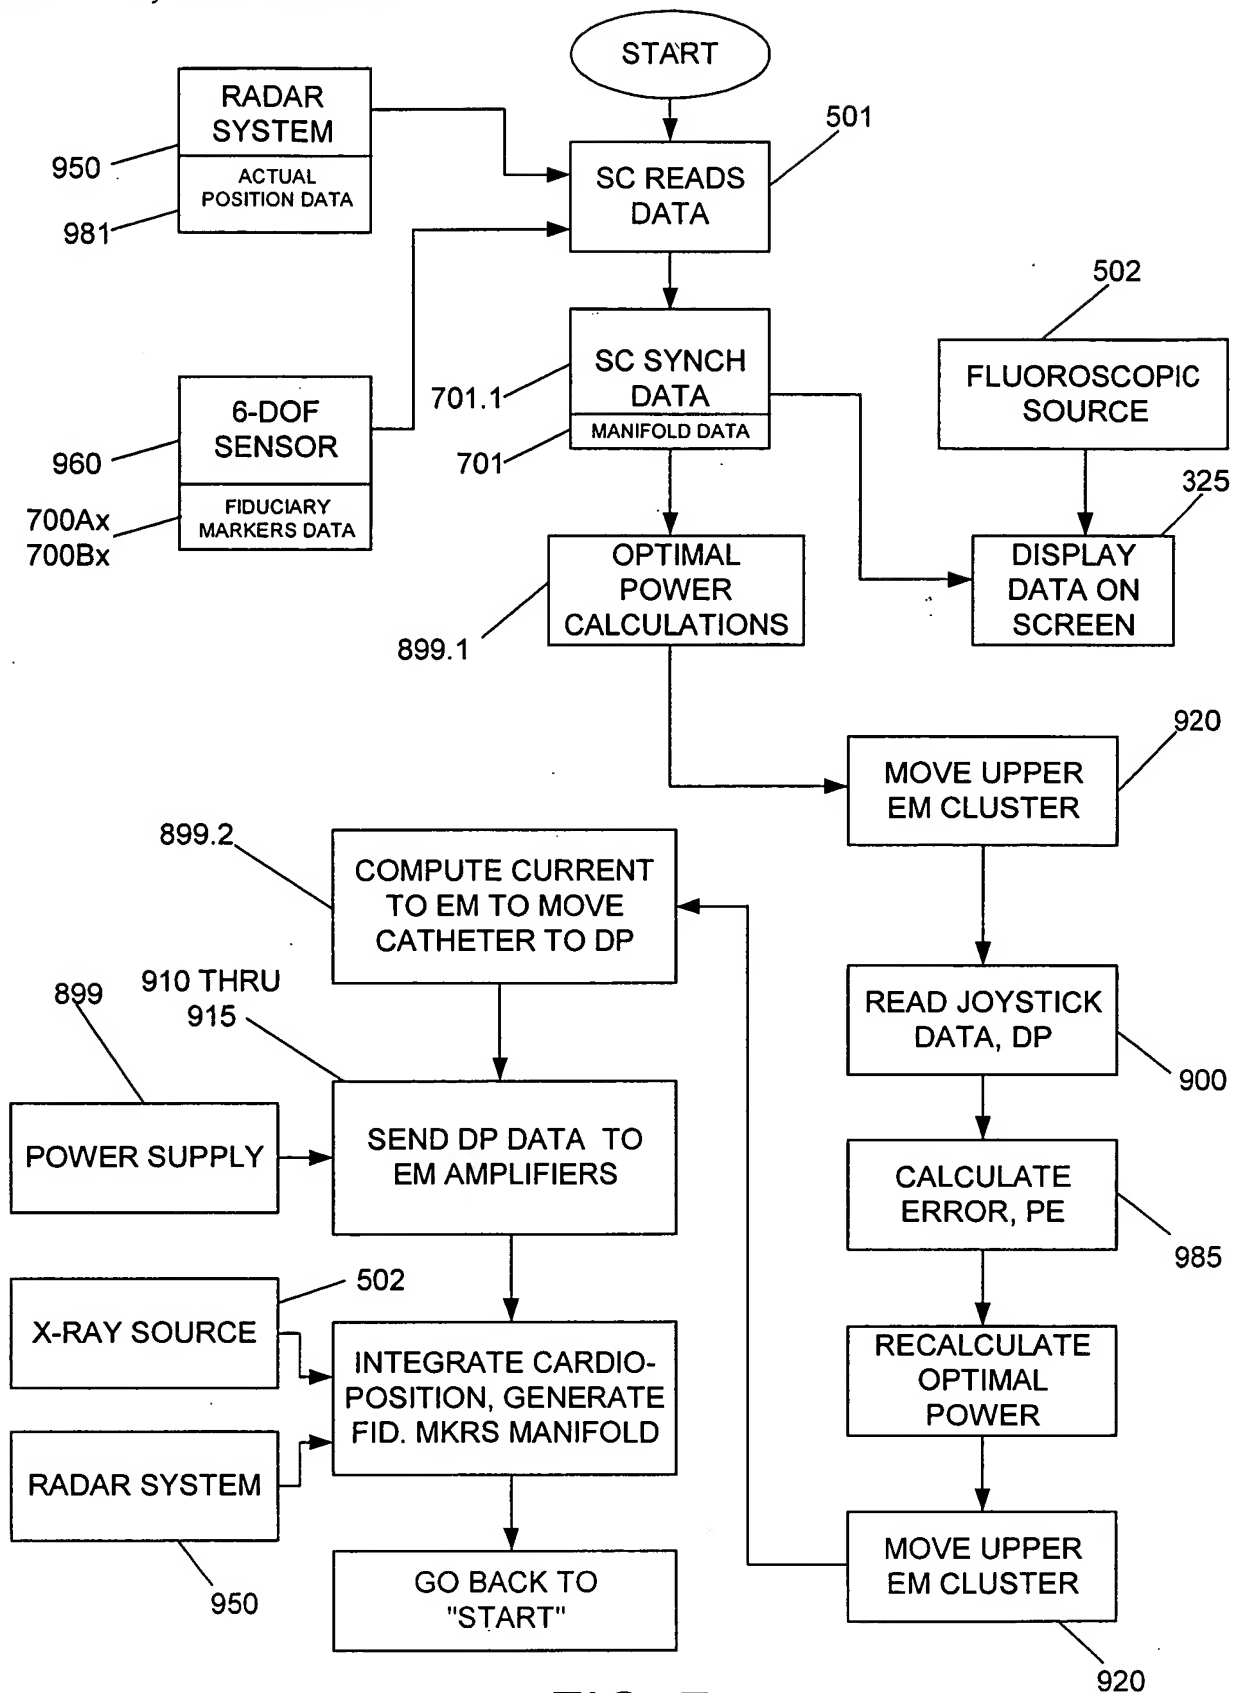 START
RADAR
SYSTEM
950
ACTUAL
POSITION DATA
981
501
SC READS
DATA
502
FLUOROSCOPIC
SOURCE
SC SYNCH
DATA
701.1
MANIFOLD DATA
701
6-DOF
SENSOR
960
FIDUCIARY
MARKERS DATA
700Ax
700Bx
325
DISPLAY
DATA ON
SCREEN
OPTIMAL
POWER
CALCULATIONS
899.1
920
MOVE UPPER
EM CLUSTER
899.2
COMPUTE CURRENT
TO EM TO MOVE
CATHETER TO DP
READ JOYSTICK
DATA, DP
900
910 THRU
915
899
POWER SUPPLY
SEND DP DATA TO
EM AMPLIFIERS
CALCULATE
ERROR, PE
985
502
X-RAY SOURCE
INTEGRATE CARDIO-
POSITION, GENERATE
FID. MKRS MANIFOLD
RECALCULATE
OPTIMAL
POWER
RADAR SYSTEM
950
GO BACK TO
"START"
MOVE UPPER
EM CLUSTER
920